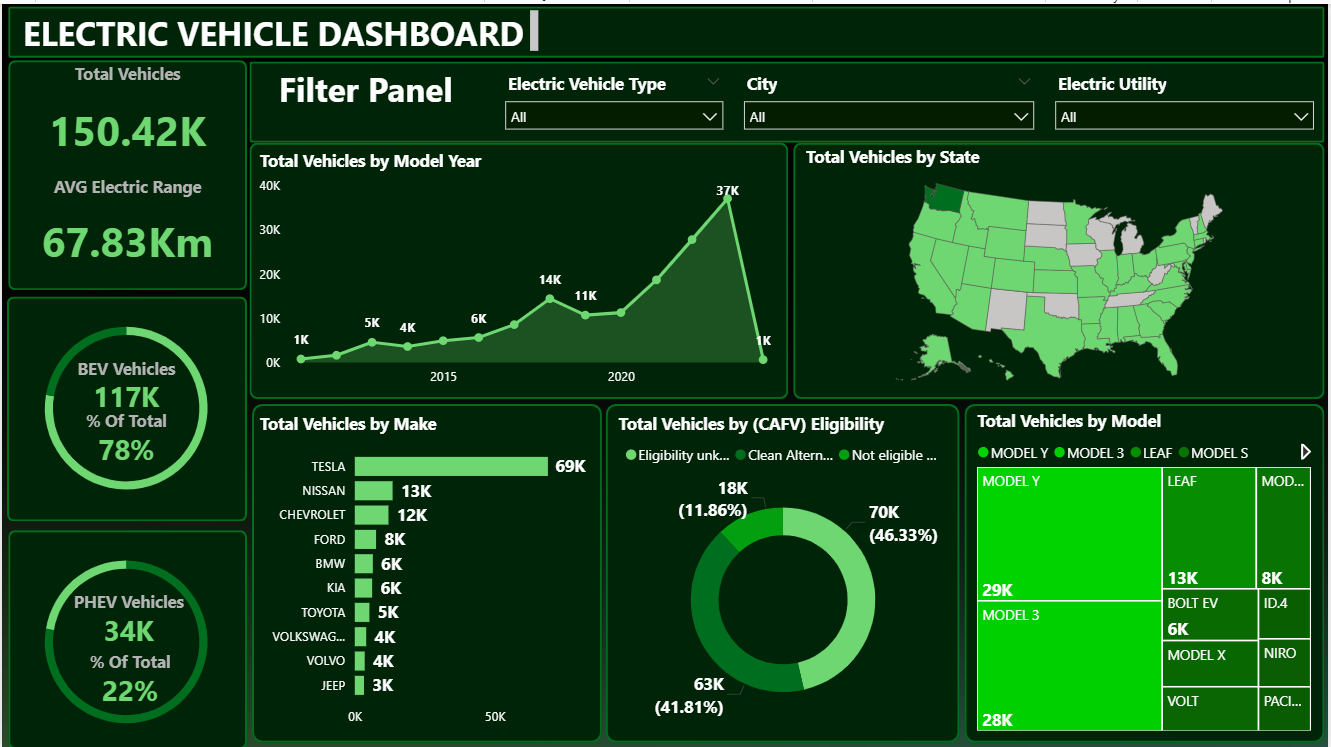 ELECTRIC VEHICLE DASHBOARD
Total Vehicles
150.42K
AVG Electric Range
67.83Km
BEV Vehicles
117K
% Of Total
78%
PHEV Vehicles
34K
% Of Total
22%
Filter Panel
Electric Vehicle Type
All
City
All
Electric Utility
All
Total Vehicles by Model Year
40K
30K
20K
10K
0K
1K
5K
4K
6K
14K
11K
37K
1K
2015 2020
Total Vehicles by State
Total Vehicles by Make
TESLA 69K
NISSAN 13K
CHEVROLET 12K
FORD 8K
BMW 6K
KIA 6K
TOYOTA 5K
VOLKSWAG... 4K
VOLVO 4K
JEEP 3K
0K 50K
Total Vehicles by (CAFV) Eligibility
Eligibility unk... Clean Altern... Not eligible ...
18K
(11.86%)
70K
(46.33%)
63K
(41.81%)
Total Vehicles by Model
MODEL Y MODEL 3 LEAF MODEL S
MODEL Y
29K
MODEL 3
28K
LEAF
13K
MOD...
8K
BOLT EV
6K
ID.4
MODEL X
NIRO
VOLT
PACI...